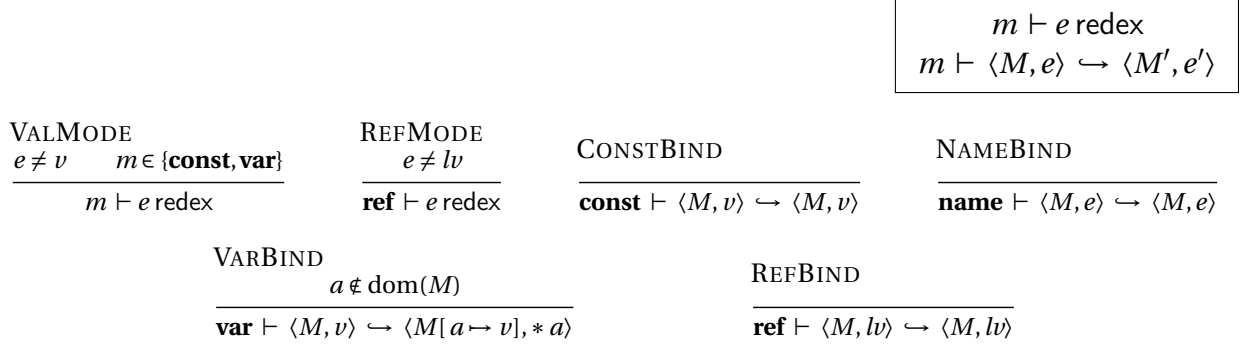 m ⊢ e redex
m ⊢ ⟨M, e⟩ ↪ ⟨M′, e′⟩
VALMODE
e ≠ v m ∈ {const, var}
m ⊢ e redex
REFMODE
e ≠ lv
ref ⊢ e redex
CONSTBIND
const ⊢ ⟨M, v⟩ ↪ ⟨M, v⟩
NAMEBIND
name ⊢ ⟨M, e⟩ ↪ ⟨M, e⟩
VARBIND
a ∉ dom(M)
var ⊢ ⟨M, v⟩ ↪ ⟨M[a ↦ v], * a⟩
REFBIND
ref ⊢ ⟨M, lv⟩ ↪ ⟨M, lv⟩